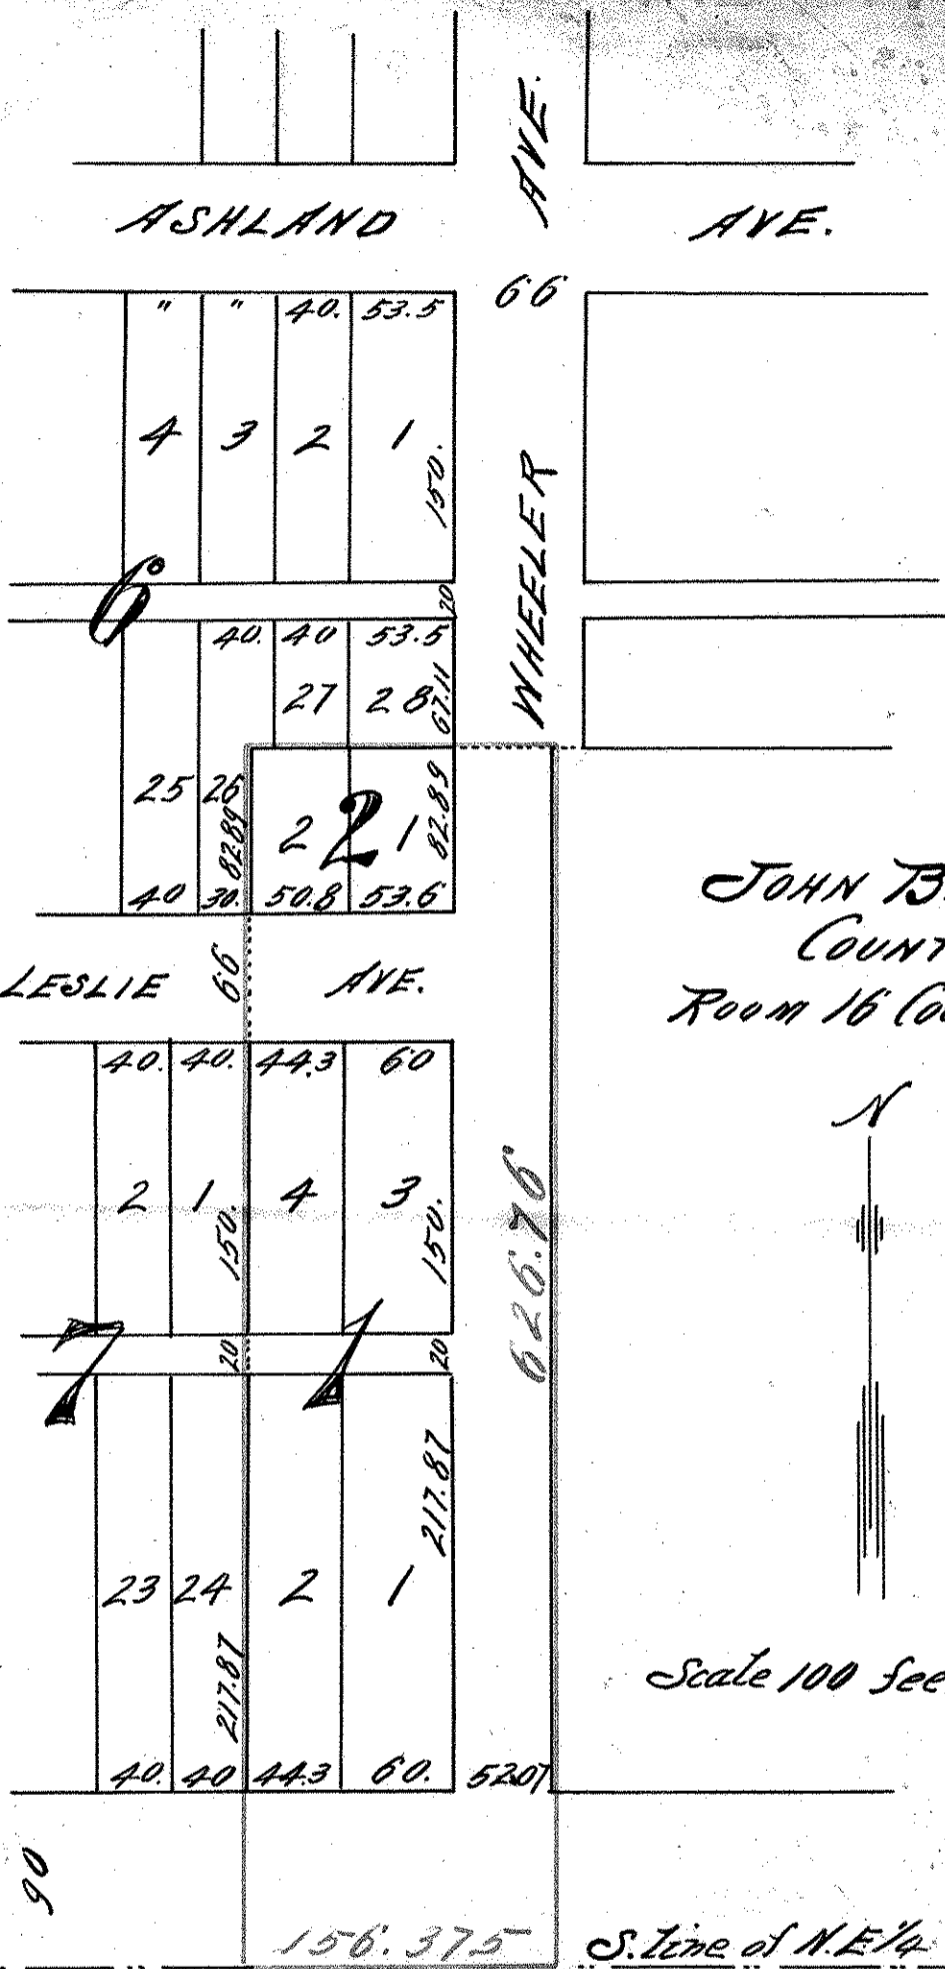 AVE.
ASHLAND AVE.
66
" " 40. 53.5
4 3 2 1
150.
WHEELER
6
20
40. 40 53.5
27 28
67.11
25 26
82.89
2 2 1
82.89
40 30. 50.8 53.6
JOHN B
COUNT
ROOM 16 Co
LESLIE 66 AVE.
40. 40. 44.3 60
N
2 1 4 3
150. 150.
626.76
7 1
20 20
217.87
23 24 2 1
217.87
Scale 100 fee
40. 40 44.3 60. 52.07
90
156.375
S. Line of N.E 1/4